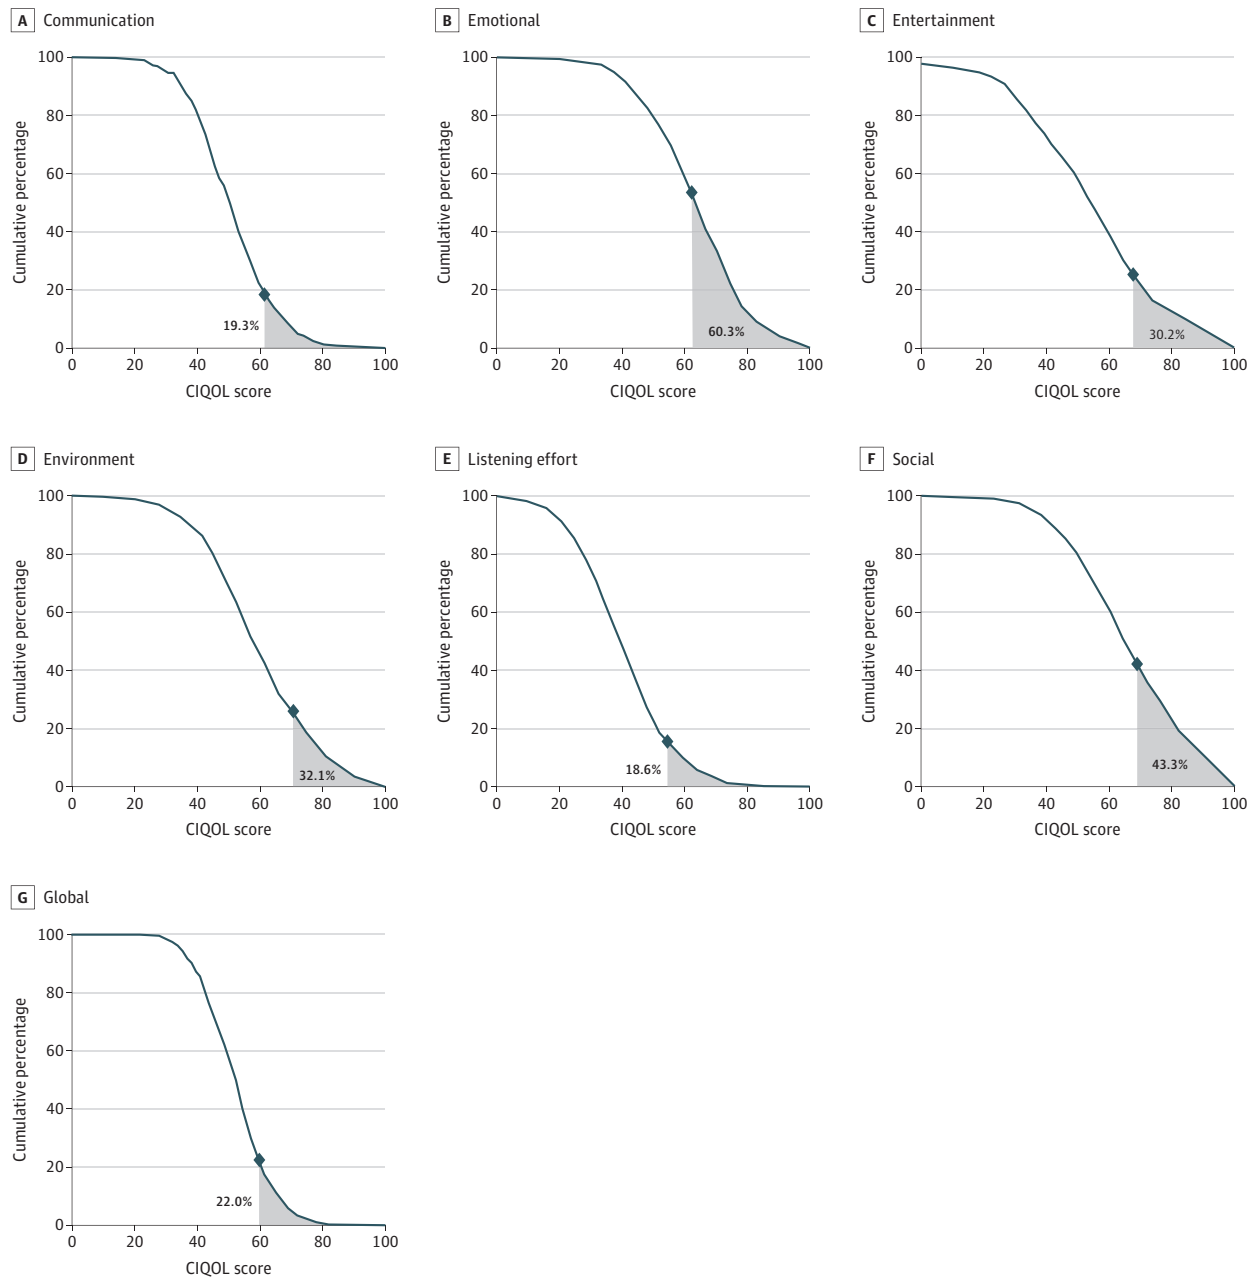 A Communication
100
80
60
40
20
0
Cumulative percentage
19.3%
0 20 40 60 80 100
CIQOL score
B Emotional
100
80
60
40
20
0
Cumulative percentage
60.3%
0 20 40 60 80 100
CIQOL score
C Entertainment
100
80
60
40
20
0
Cumulative percentage
30.2%
0 20 40 60 80 100
CIQOL score
D Environment
100
80
60
40
20
0
Cumulative percentage
32.1%
0 20 40 60 80 100
CIQOL score
E Listening effort
100
80
60
40
20
0
Cumulative percentage
18.6%
0 20 40 60 80 100
CIQOL score
F Social
100
80
60
40
20
0
Cumulative percentage
43.3%
0 20 40 60 80 100
CIQOL score
G Global
100
80
60
40
20
0
Cumulative percentage
22.0%
0 20 40 60 80 100
CIQOL score